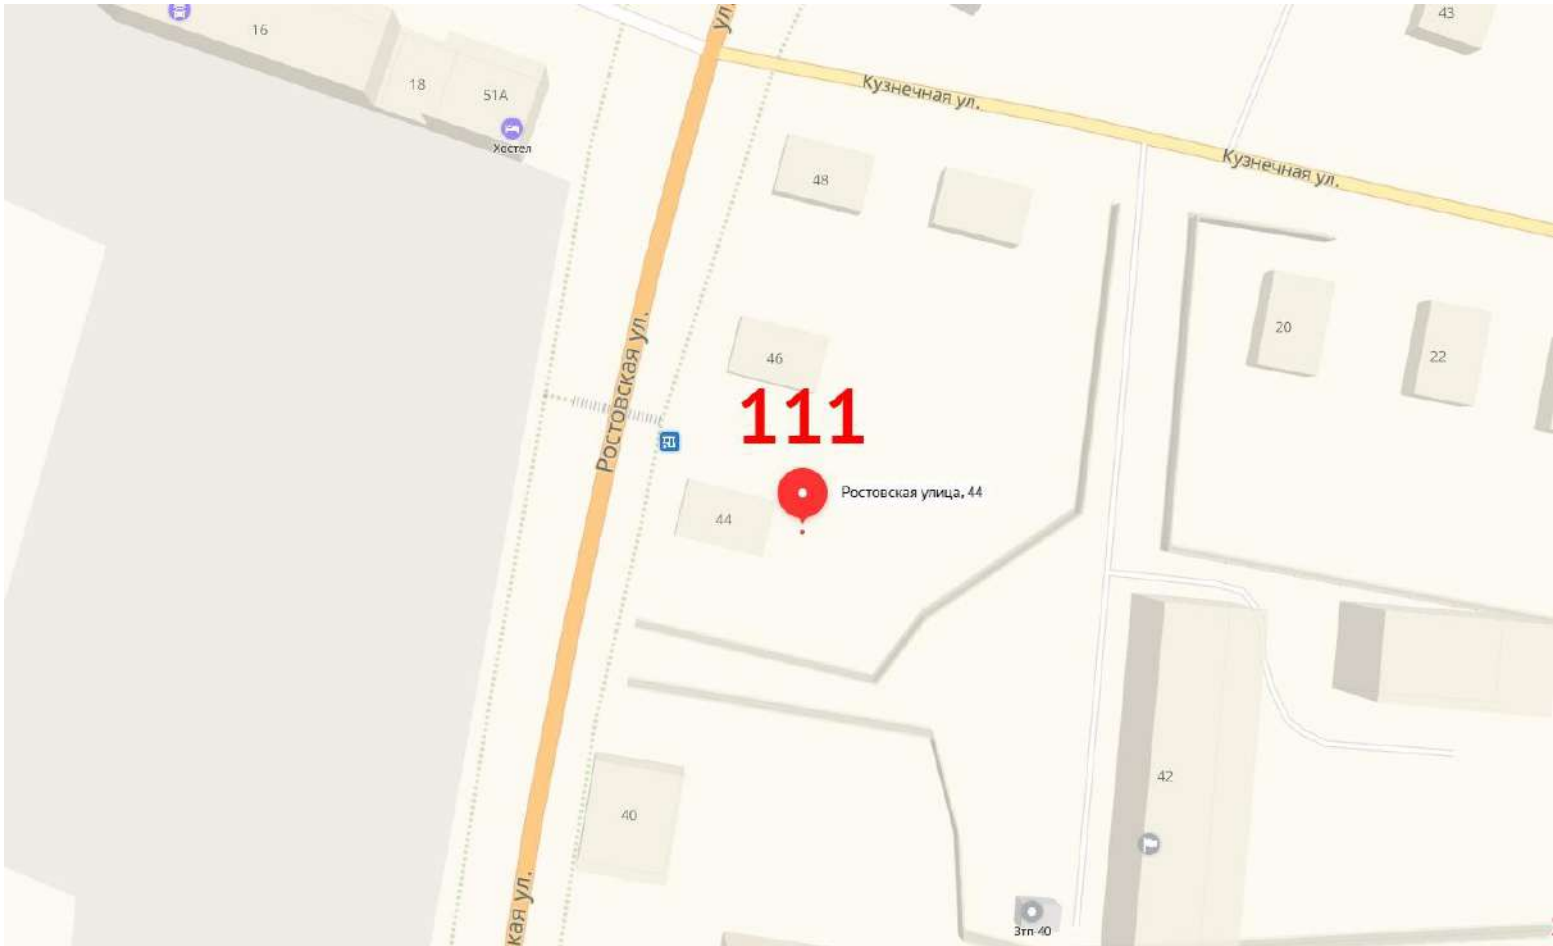 ул.
43
16
18
51А
Хостел
Кузнечная ул.
Кузнечная ул.
48
20
22
46
Ростовская ул.
111
Ростовская улица, 44
44
42
40
кая ул.
3тп-40